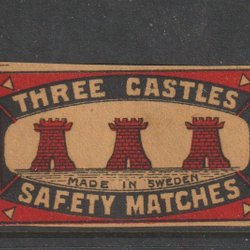 THREE CASTLES
MADE IN SWEDEN
SAFETY MATCHES